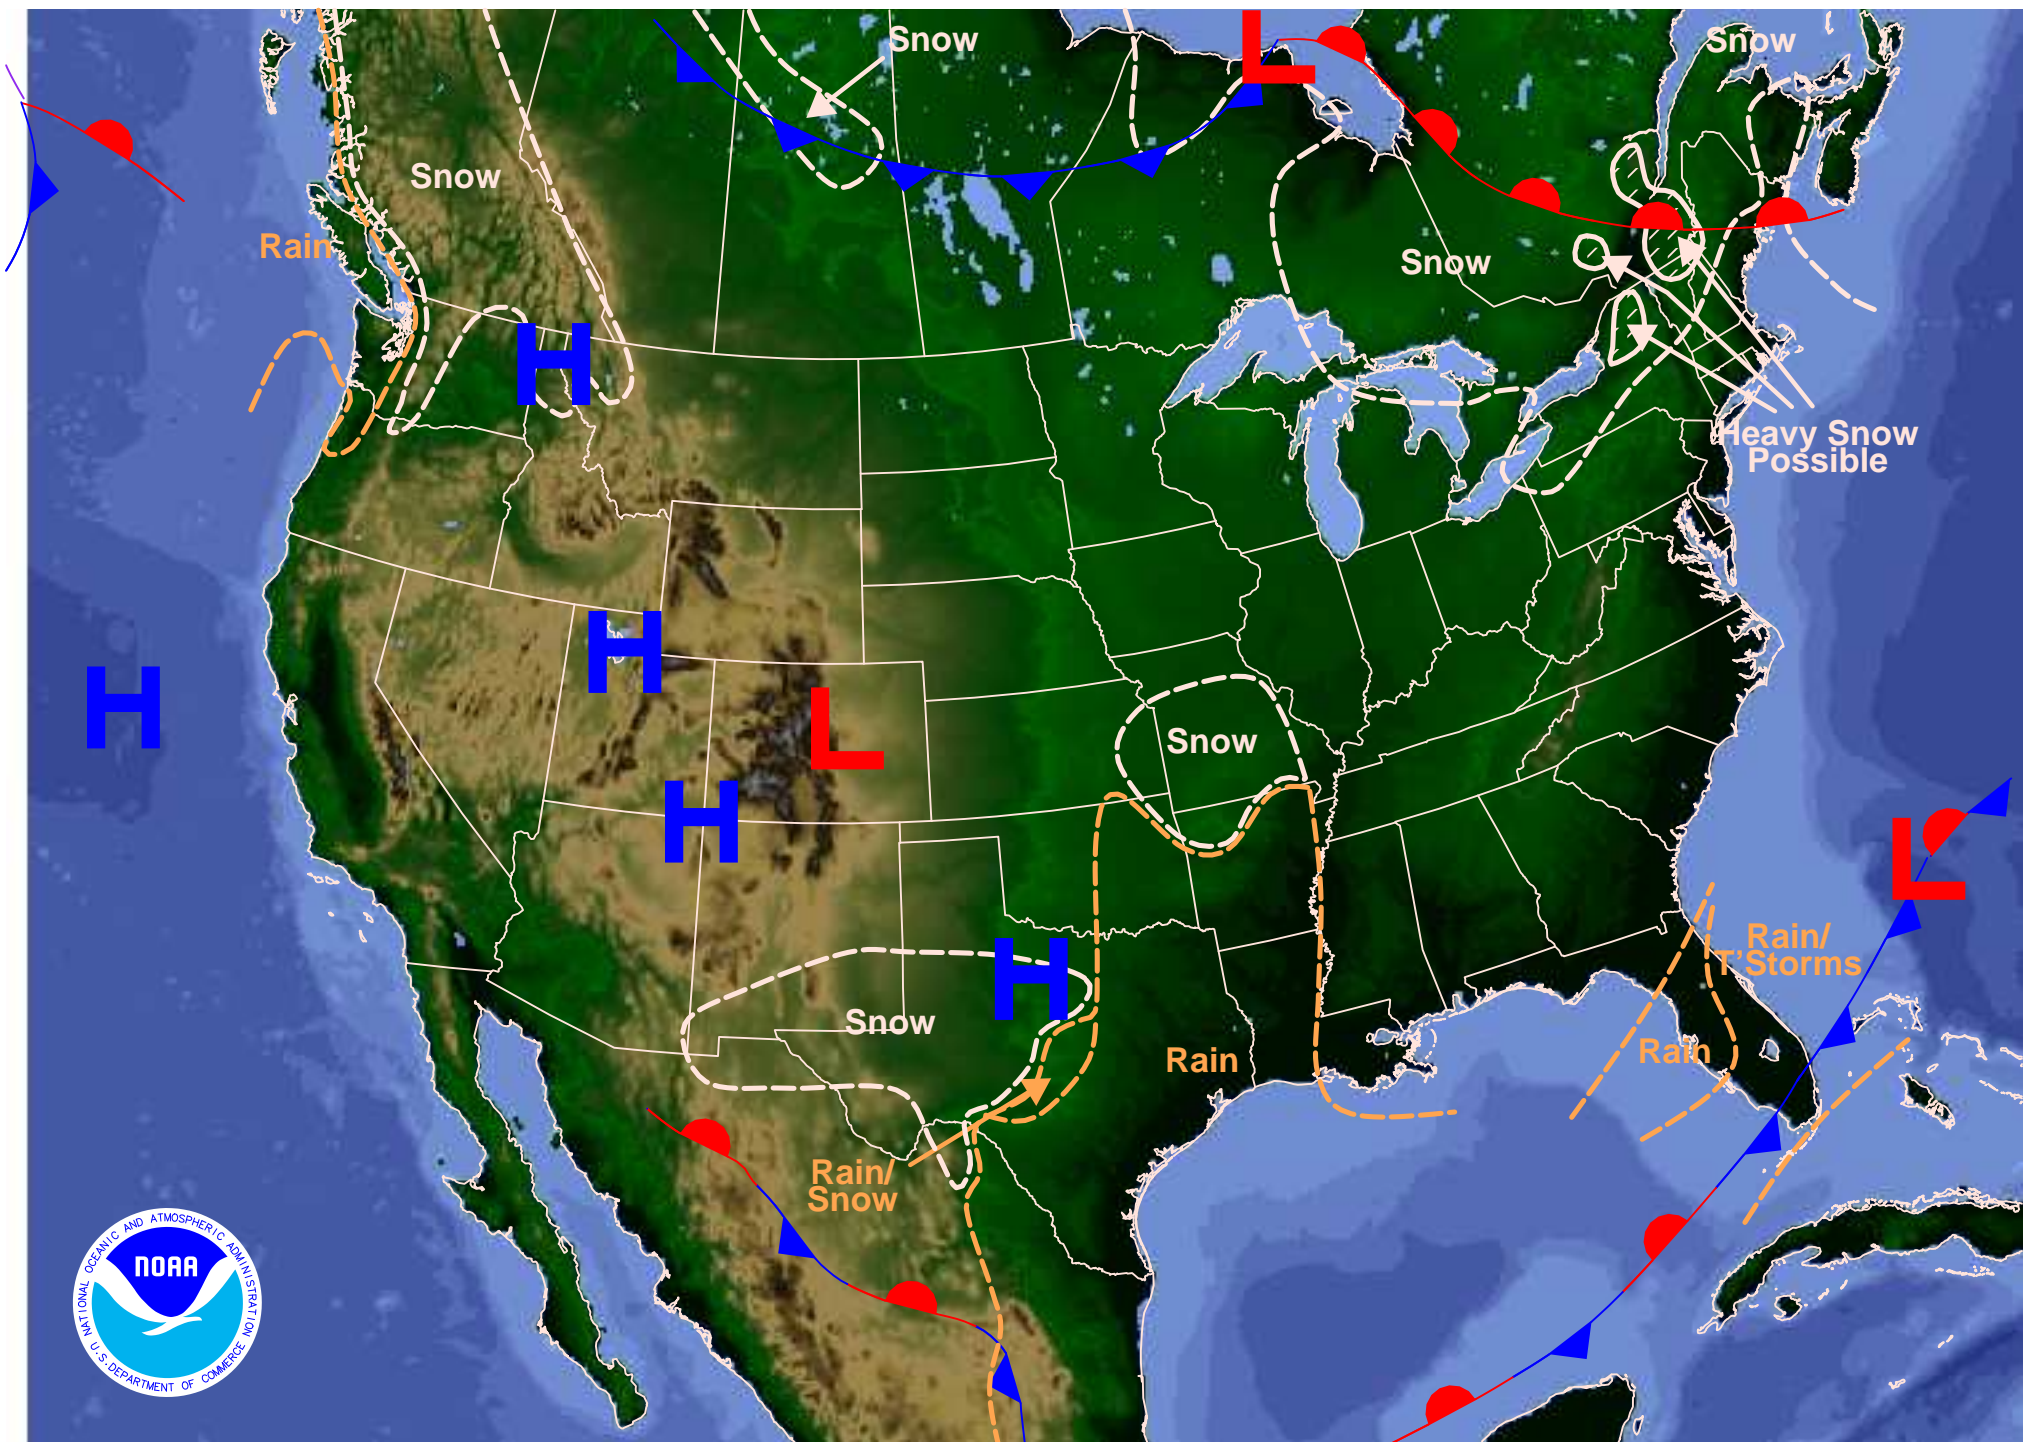 Snow
Snow
Snow
Rain
Snow
Heavy Snow
Possible
H
L
H
H
L
H
Snow
H
L
Rain/
T'Storms
Snow
Rain
Rain
Rain/
Snow
NATIONAL OCEANIC AND ATMOSPHERIC ADMINISTRATION
NOAA
U.S. DEPARTMENT OF COMMERCE